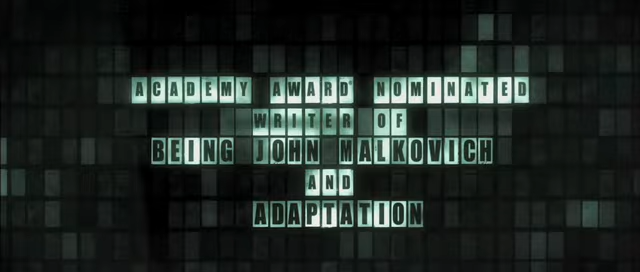 ACADEMY AWARD® NOMINATED
WRITER OF
BEING JOHN MALKOVICH
AND
ADAPTATION